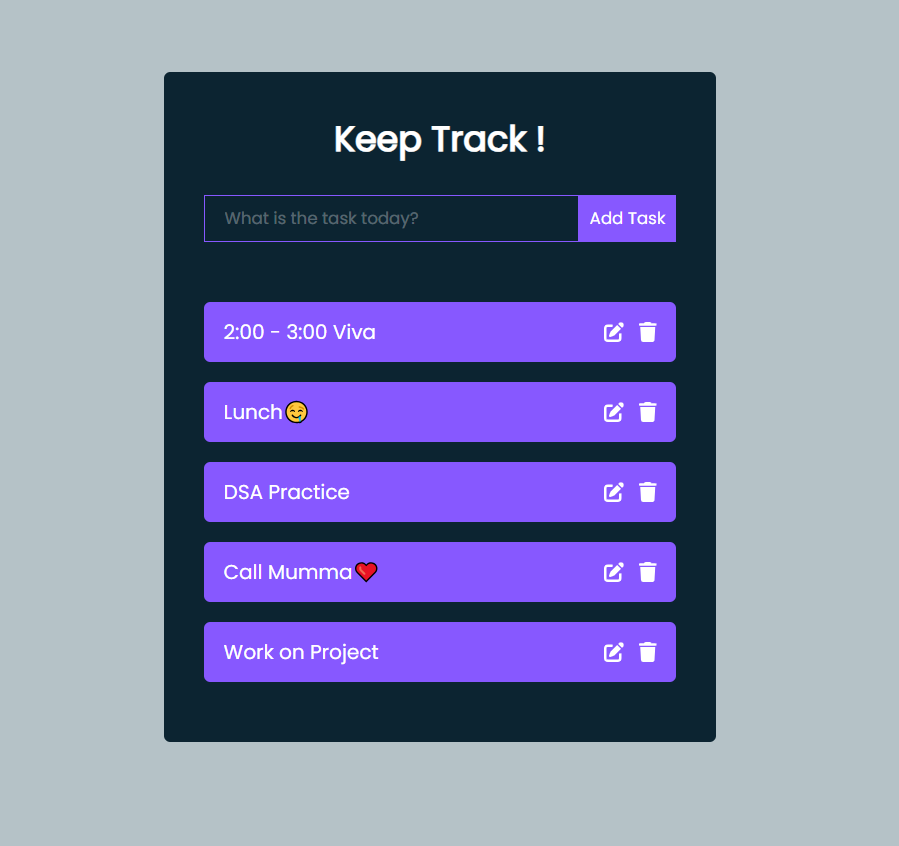 Keep Track !
What is the task today?
Add Task
2:00 - 3:00 Viva
Lunch🤤
DSA Practice
Call Mumma❤️
Work on Project